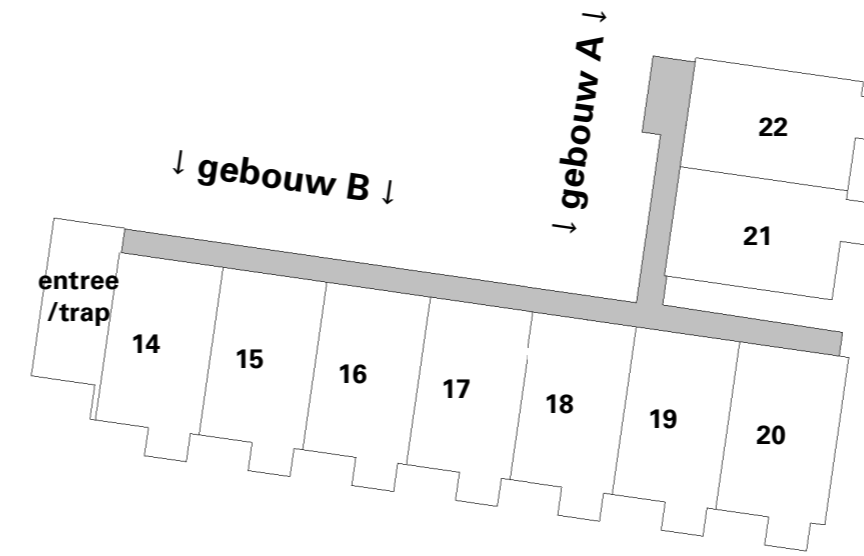 ↓ gebouw B ↓
→ gebouw A →
22
21
entree
/trap
14
15
16
17
18
19
20